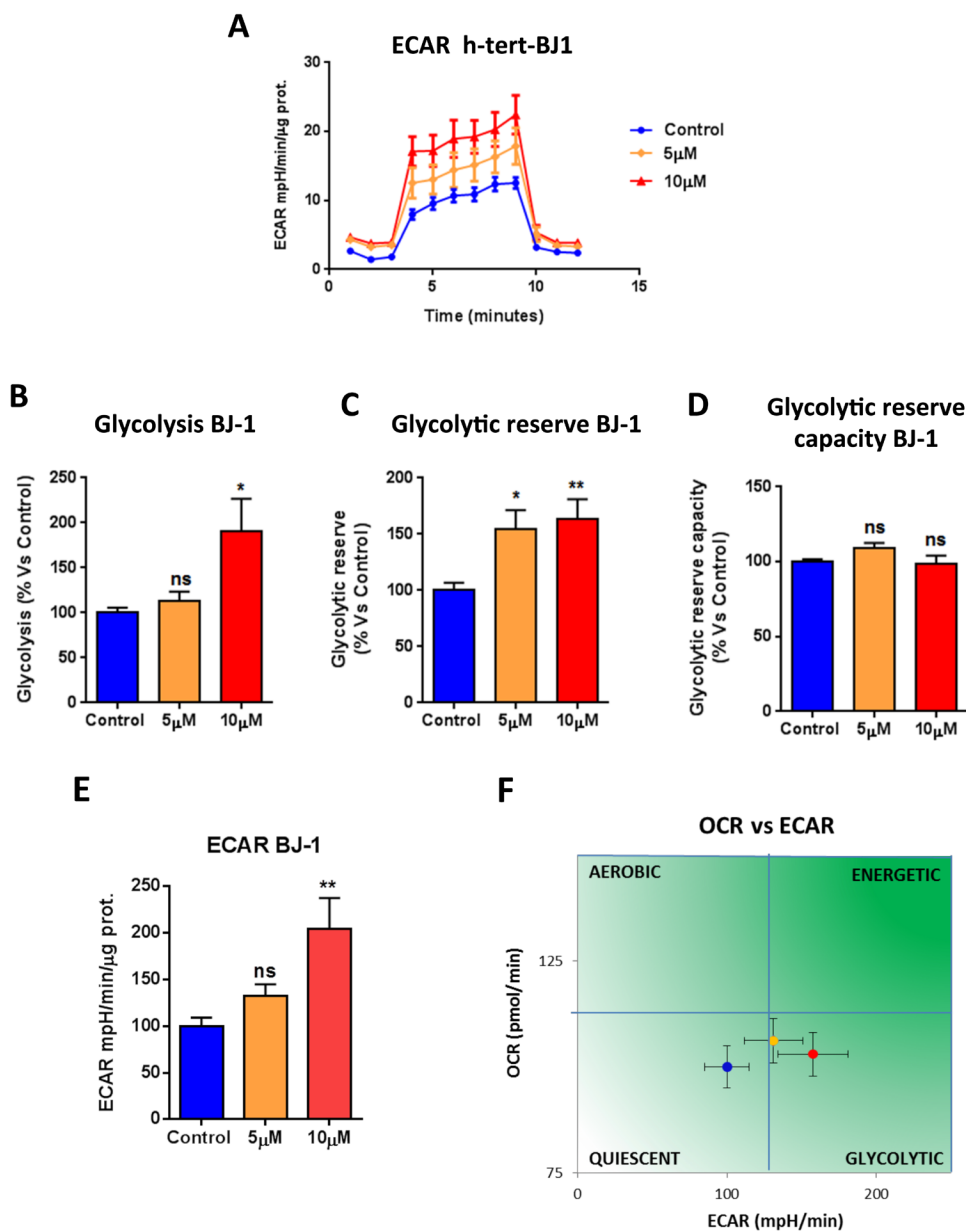 A
ECAR h-tert-BJ1
ECAR mpH/min/µg prot.
30
20
10
0
0
5
10
15
Time (minutes)
Control
5µM
10µM
B
Glycolysis BJ-1
Glycolysis (% Vs Control)
250
200
150
100
50
0
ns
*
Control
5µM
10µM
C
Glycolytic reserve BJ-1
Glycolytic reserve
(% Vs Control)
200
150
100
50
0
*
**
Control
5µM
10µM
D
Glycolytic reserve
capacity BJ-1
Glycolytic reserve capacity
(% Vs Control)
150
100
50
0
ns
ns
Control
5µM
10µM
E
ECAR BJ-1
ECAR mpH/min/µg prot.
250
200
150
100
50
0
ns
**
Control
5µM
10µM
F
OCR vs ECAR
OCR (pmol/min)
125
75
AEROBIC
ENERGETIC
QUIESCENT
GLYCOLYTIC
0
100
200
ECAR (mpH/min)